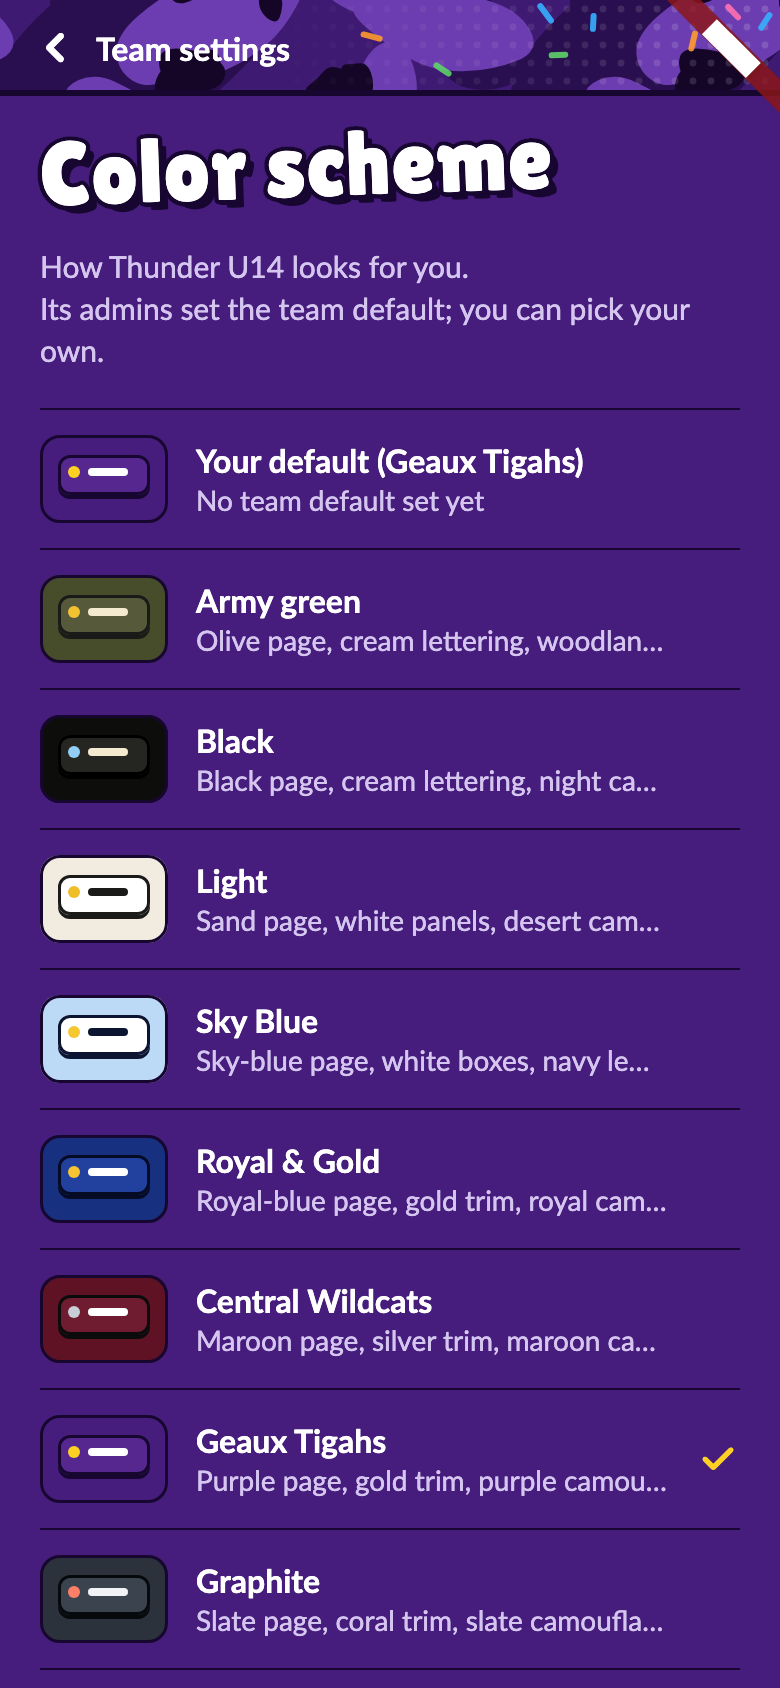 Team settings
Color scheme
How Thunder U14 looks for you.
Its admins set the team default; you can pick your
own.
Your default (Geaux Tigahs)
No team default set yet
Army green
Olive page, cream lettering, woodlan...
Black
Black page, cream lettering, night ca...
Light
Sand page, white panels, desert cam...
Sky Blue
Sky-blue page, white boxes, navy le...
Royal & Gold
Royal-blue page, gold trim, royal cam...
Central Wildcats
Maroon page, silver trim, maroon ca...
Geaux Tigahs
Purple page, gold trim, purple camou...
Graphite
Slate page, coral trim, slate camoufla...